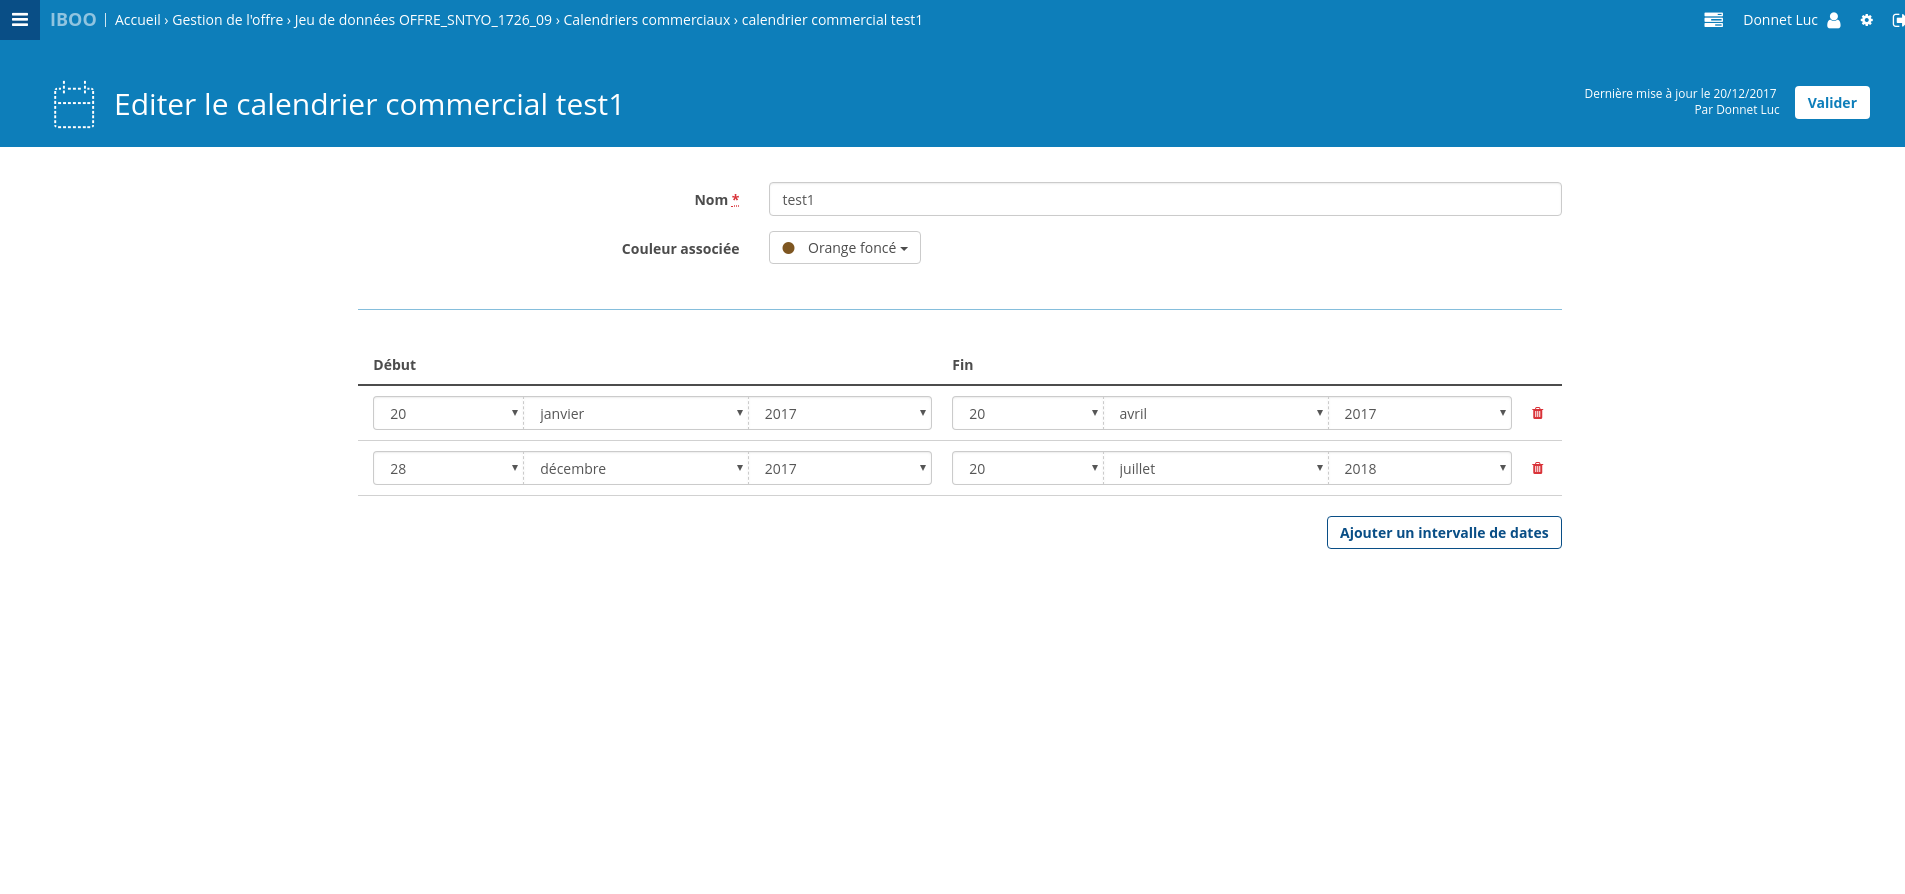 IBOO | Accueil › Gestion de l'offre › Jeu de données OFFRE_SNTYO_1726_09 › Calendriers commerciaux › calendrier commercial test1
Donnet Luc
Editer le calendrier commercial test1
Dernière mise à jour le 20/12/2017
Par Donnet Luc
Valider
Nom *
test1
Couleur associée
Orange foncé
Début Fin
20 janvier 2017 20 avril 2017
28 décembre 2017 20 juillet 2018
Ajouter un intervalle de dates